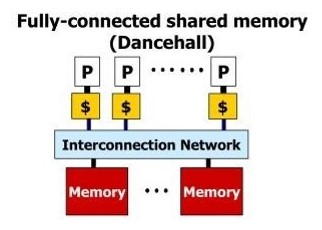 Fully-connected shared memory
(Dancehall)
P P ...... P
$ $ $
Interconnection Network
Memory ... Memory